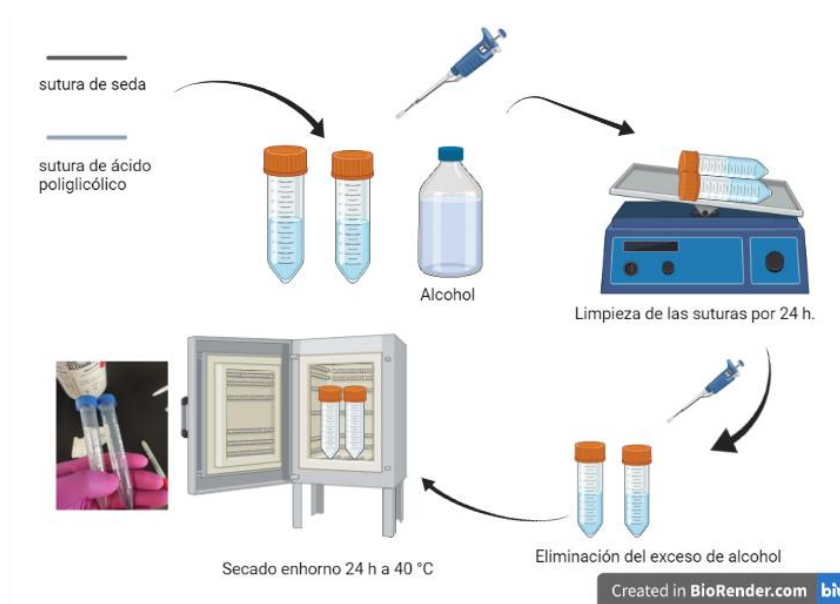 sutura de seda
sutura de ácido
poliglicólico
Alcohol
Limpieza de las suturas por 24 h.
Eliminación del exceso de alcohol
Secado enhorno 24 h a 40 °C
Created in BioRender.com